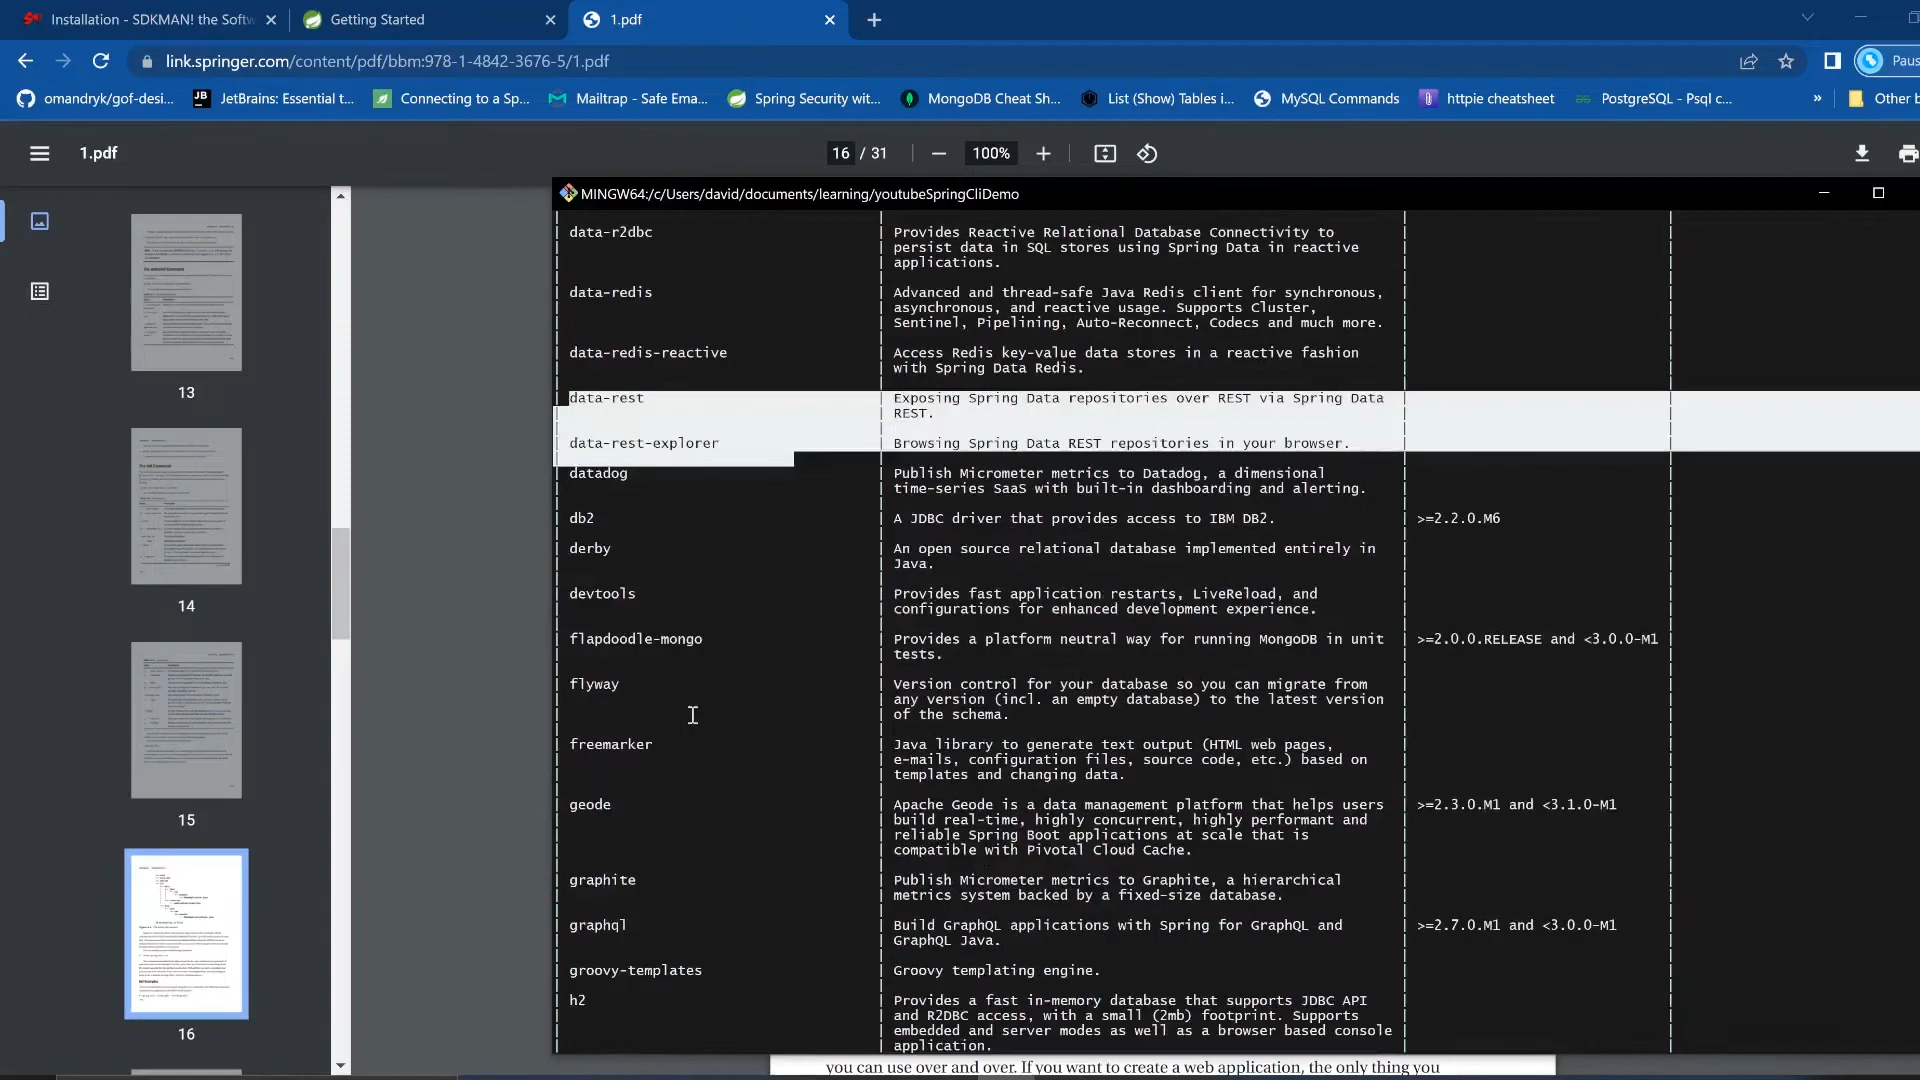 Installation - SDKMAN! the Softw
Getting Started
1.pdf
link.springer.com/content/pdf/bbm:978-1-4842-3676-5/1.pdf
Paus
omandryk/gof-desi...
JetBrains: Essential t...
Connecting to a Sp...
Mailtrap - Safe Ema...
Spring Security wit...
MongoDB Cheat Sh...
List (Show) Tables i...
MySQL Commands
httpie cheatsheet
PostgreSQL - Psql c...
»
Other b
1.pdf
16 / 31
100%
13
14
15
16
MINGW64:/c/Users/david/documents/learning/youtubeSpringCliDemo
data-r2dbc | Provides Reactive Relational Database Connectivity to
persist data in SQL stores using Spring Data in reactive
applications.
data-redis | Advanced and thread-safe Java Redis client for synchronous,
asynchronous, and reactive usage. Supports Cluster,
Sentinel, Pipelining, Auto-Reconnect, Codecs and much more.
data-redis-reactive | Access Redis key-value data stores in a reactive fashion
with Spring Data Redis.
data-rest | Exposing Spring Data repositories over REST via Spring Data
REST.
data-rest-explorer | Browsing Spring Data REST repositories in your browser.
datadog | Publish Micrometer metrics to Datadog, a dimensional
time-series SaaS with built-in dashboarding and alerting.
db2 | A JDBC driver that provides access to IBM DB2. | >=2.2.0.M6
derby | An open source relational database implemented entirely in
Java.
devtools | Provides fast application restarts, LiveReload, and
configurations for enhanced development experience.
flapdoodle-mongo | Provides a platform neutral way for running MongoDB in unit | >=2.0.0.RELEASE and <3.0.0-M1
tests.
flyway | Version control for your database so you can migrate from
any version (incl. an empty database) to the latest version
of the schema.
freemarker | Java library to generate text output (HTML web pages,
e-mails, configuration files, source code, etc.) based on
templates and changing data.
geode | Apache Geode is a data management platform that helps users | >=2.3.0.M1 and <3.1.0-M1
build real-time, highly concurrent, highly performant and
reliable Spring Boot applications at scale that is
compatible with Pivotal Cloud Cache.
graphite | Publish Micrometer metrics to Graphite, a hierarchical
metrics system backed by a fixed-size database.
graphql | Build GraphQL applications with Spring for GraphQL and | >=2.7.0.M1 and <3.0.0-M1
GraphQL Java.
groovy-templates | Groovy templating engine.
h2 | Provides a fast in-memory database that supports JDBC API
and R2DBC access, with a small (2mb) footprint. Supports
embedded and server modes as well as a browser based console
application.
you can use over and over. If you want to create a web application, the only thing you